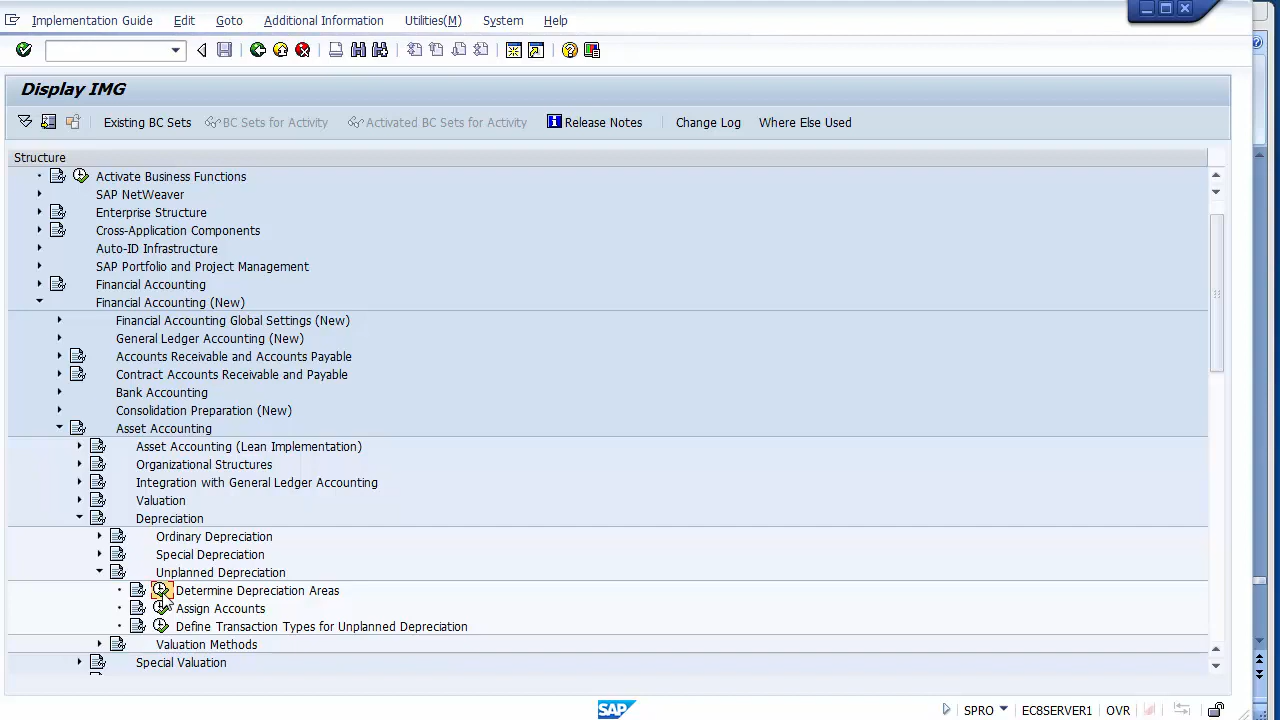 Implementation Guide Edit Goto Additional Information Utilities(M) System Help
Display IMG
Existing BC Sets BC Sets for Activity Activated BC Sets for Activity i Release Notes Change Log Where Else Used
Structure
Activate Business Functions
SAP NetWeaver
Enterprise Structure
Cross-Application Components
Auto-ID Infrastructure
SAP Portfolio and Project Management
Financial Accounting
Financial Accounting (New)
Financial Accounting Global Settings (New)
General Ledger Accounting (New)
Accounts Receivable and Accounts Payable
Contract Accounts Receivable and Payable
Bank Accounting
Consolidation Preparation (New)
Asset Accounting
Asset Accounting (Lean Implementation)
Organizational Structures
Integration with General Ledger Accounting
Valuation
Depreciation
Ordinary Depreciation
Special Depreciation
Unplanned Depreciation
Determine Depreciation Areas
Assign Accounts
Define Transaction Types for Unplanned Depreciation
Valuation Methods
Special Valuation
SAP SPRO ECSERVER1 OVR